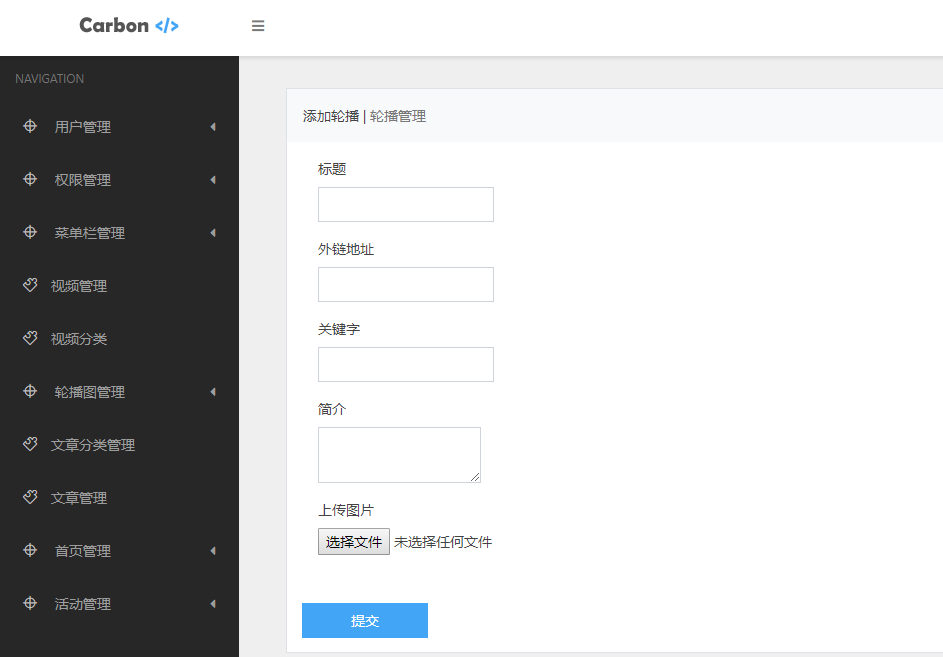 Carbon </>
NAVIGATION
用户管理
权限管理
菜单栏管理
视频管理
视频分类
轮播图管理
文章分类管理
文章管理
首页管理
活动管理
添加轮播 | 轮播管理
标题
外链地址
关键字
简介
上传图片
选择文件 未选择任何文件
提交